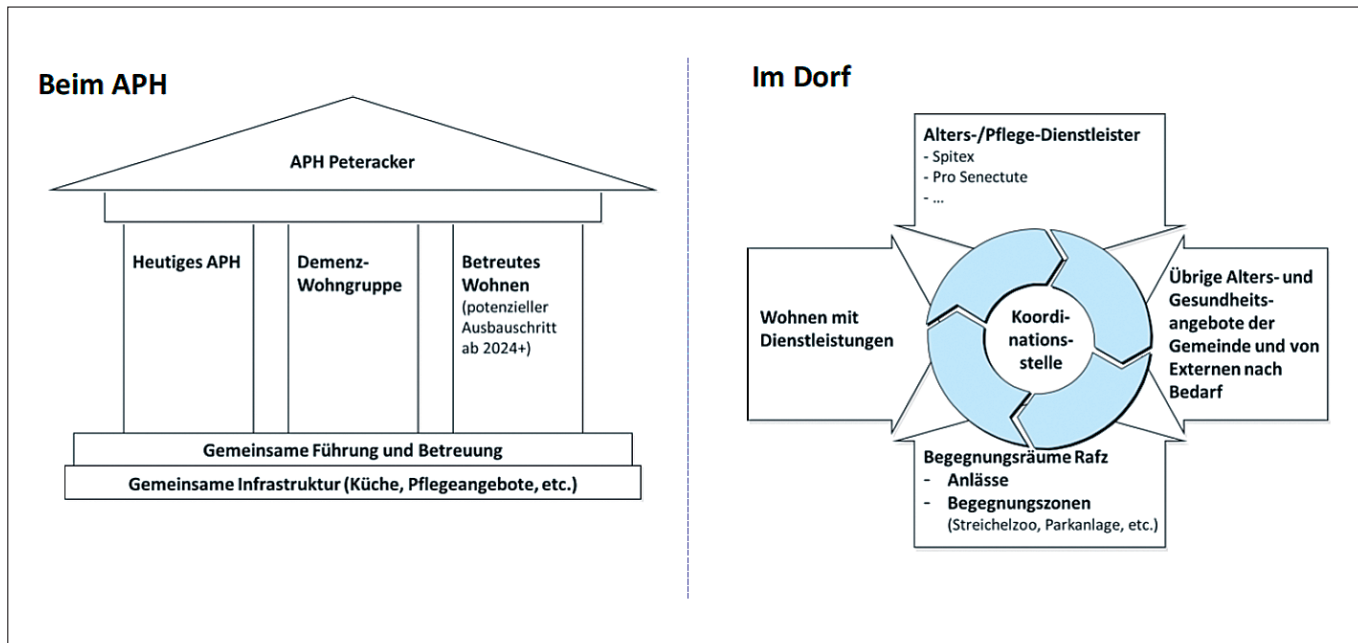 Beim APH
APH Peteracker
Heutiges APH
Demenz-
Wohngruppe
Betreutes
Wohnen
(potenzieller
Ausbauschritt
ab 2024+)
Gemeinsame Führung und Betreuung
Gemeinsame Infrastruktur (Küche, Pflegeangebote, etc.)
Im Dorf
Alters-/Pflege-Dienstleister
- Spitex
- Pro Senectute
- ...
Wohnen mit
Dienstleistungen
Koordi-
nations-
stelle
Übrige Alters- und
Gesundheits-
angebote der
Gemeinde und von
Externen nach
Bedarf
Begegnungsräume Rafz
- Anlässe
- Begegnungszonen
(Streichelzoo, Parkanlage, etc.)